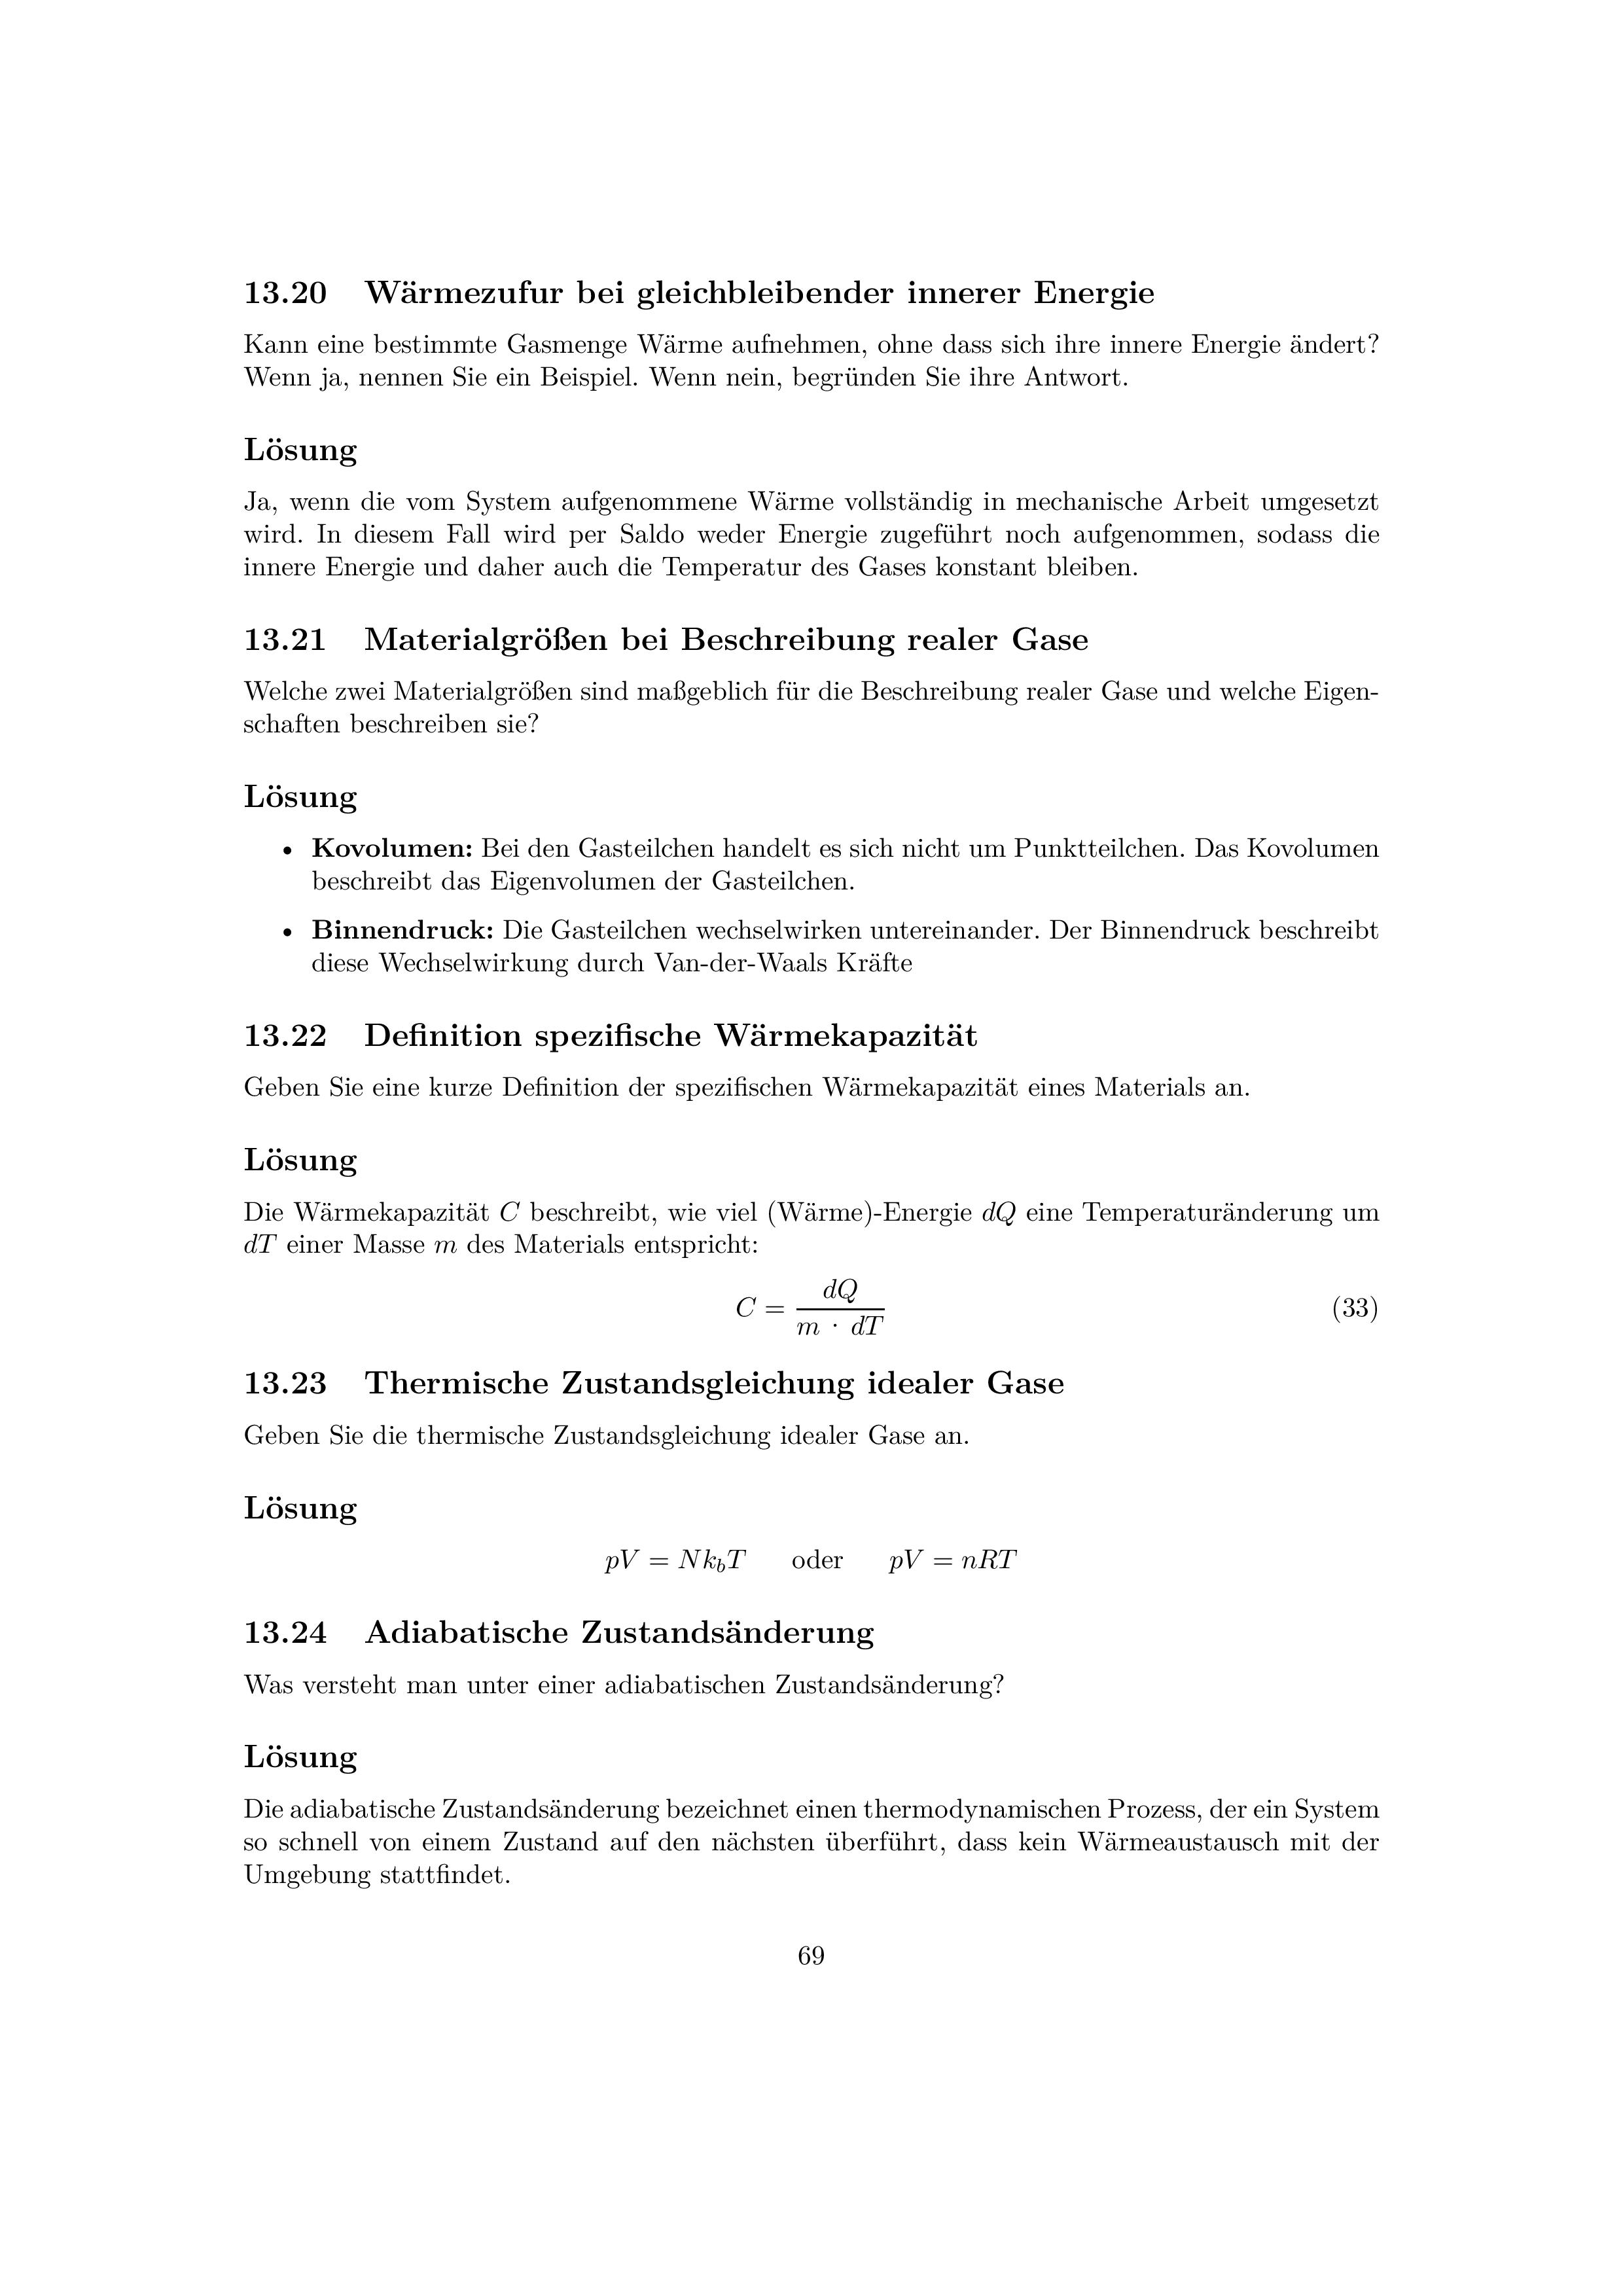 13.20 Wärmezufur bei gleichbleibender innerer Energie
Kann eine bestimmte Gasmenge Wärme aufnehmen, ohne dass sich ihre innere Energie ändert?
Wenn ja, nennen Sie ein Beispiel. Wenn nein, begründen Sie ihre Antwort.
Lösung
Ja, wenn die vom System aufgenommene Wärme vollständig in mechanische Arbeit umgesetzt
wird. In diesem Fall wird per Saldo weder Energie zugeführt noch aufgenommen, sodass die
innere Energie und daher auch die Temperatur des Gases konstant bleiben.
13.21 Materialgrößen bei Beschreibung realer Gase
Welche zwei Materialgrößen sind maßgeblich für die Beschreibung realer Gase und welche Eigen-
schaften beschreiben sie?
Lösung
• Kovolumen: Bei den Gasteilchen handelt es sich nicht um Punktteilchen. Das Kovolumen
beschreibt das Eigenvolumen der Gasteilchen.
• Binnendruck: Die Gasteilchen wechselwirken untereinander. Der Binnendruck beschreibt
diese Wechselwirkung durch Van-der-Waals Kräfte
13.22 Definition spezifische Wärmekapazität
Geben Sie eine kurze Definition der spezifischen Wärmekapazität eines Materials an.
Lösung
Die Wärmekapazität C beschreibt, wie viel (Wärme)-Energie dQ eine Temperaturänderung um
dT einer Masse m des Materials entspricht:
C = dQ / (m · dT) (33)
13.23 Thermische Zustandsgleichung idealer Gase
Geben Sie die thermische Zustandsgleichung idealer Gase an.
Lösung
pV = Nk_bT oder pV = nRT
13.24 Adiabatische Zustandsänderung
Was versteht man unter einer adiabatischen Zustandsänderung?
Lösung
Die adiabatische Zustandsänderung bezeichnet einen thermodynamischen Prozess, der ein System
so schnell von einem Zustand auf den nächsten überführt, dass kein Wärmeaustausch mit der
Umgebung stattfindet.
69